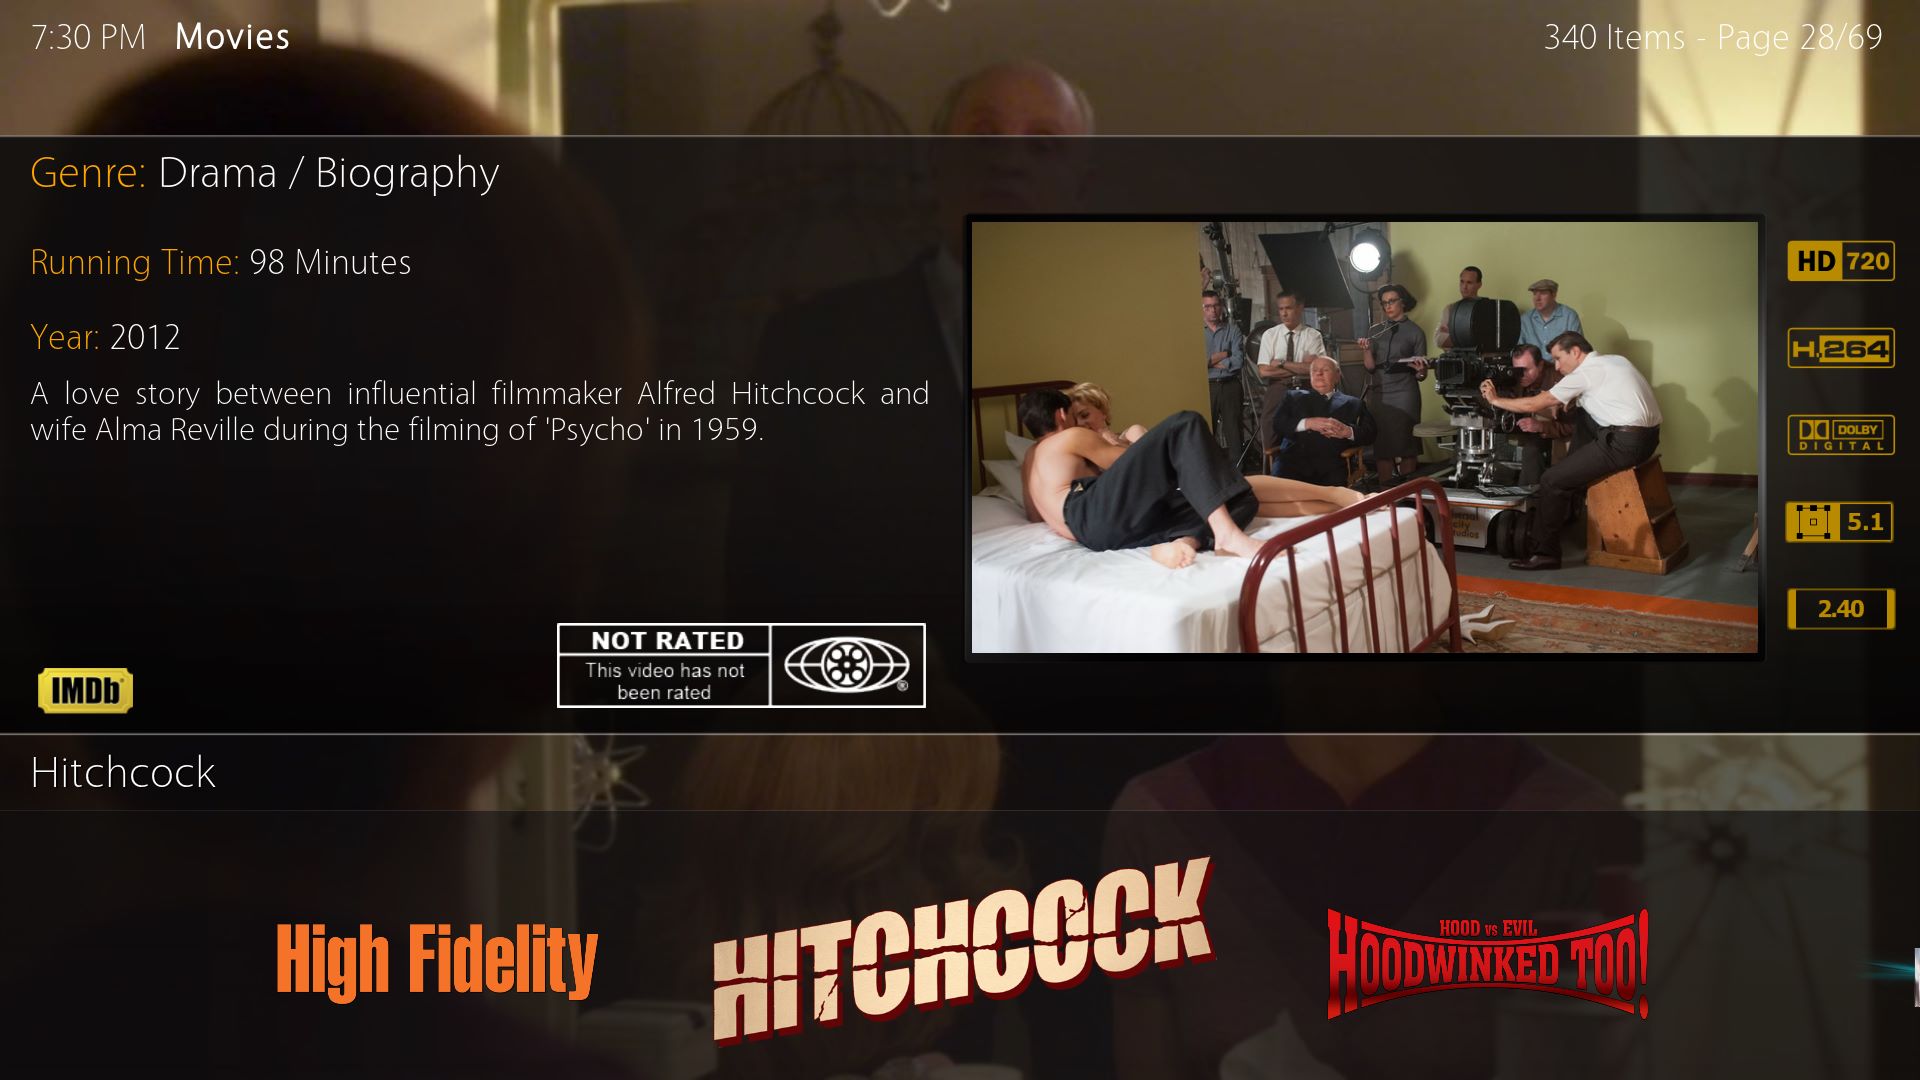 7:30 PM Movies
340 Items - Page 28/69
Genre: Drama / Biography
Running Time: 98 Minutes
Year: 2012
A love story between influential filmmaker Alfred Hitchcock and
wife Alma Reville during the filming of 'Psycho' in 1959.
HD 720
H.264
DOLBY
DIGITAL
5.1
2.40
NOT RATED
This video has not
been rated
®
IMDb
Hitchcock
High Fidelity
HITCHCOCK
HOOD vs EVIL
HOODWINKED TOO!